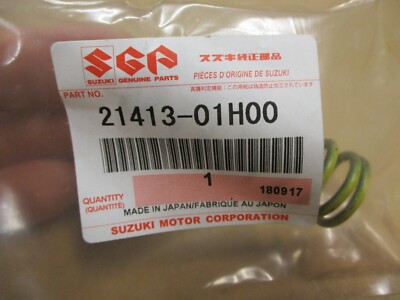 SGP
スズキ純正部品
SUZUKI GENUINE PARTS
PIÈCES D'ORIGINE DE SUZUKI
PART NO.
21413-01H00
QUANTITY
(QUANTITÉ)
1
180917
MADE IN JAPAN/FABRIQUE AU JAPON
SUZUKI MOTOR CORPORATION